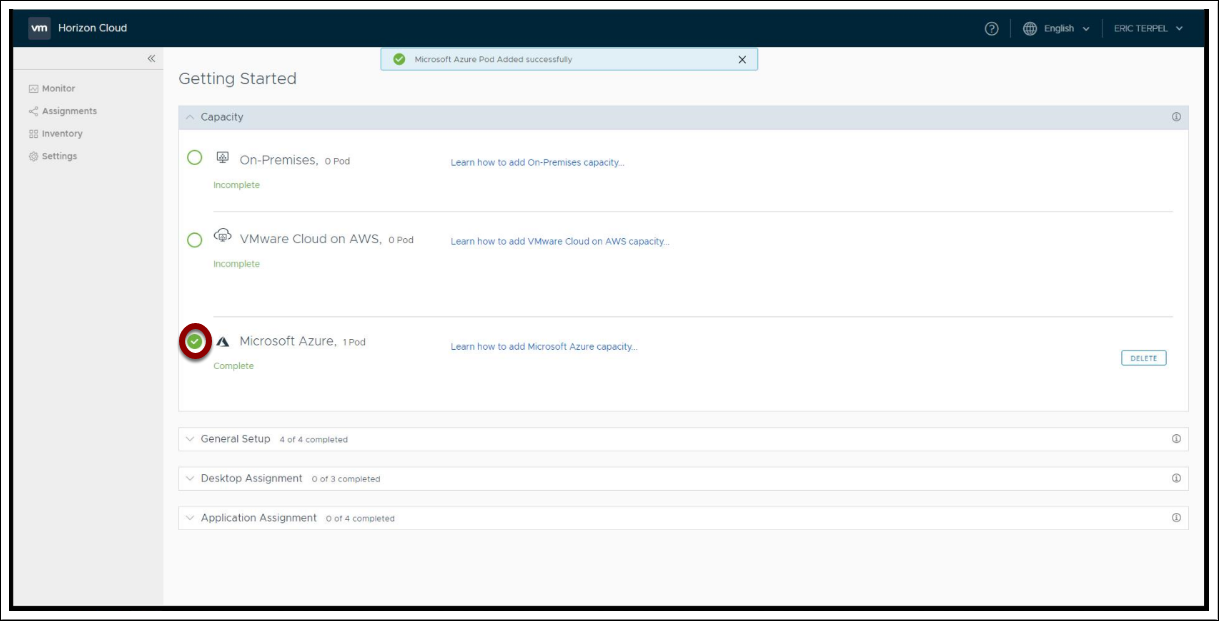 vm Horizon Cloud
English
ERIC TERPEL
Microsoft Azure Pod Added successfully
Getting Started
Monitor
Assignments
Inventory
Settings
Capacity
On-Premises, 0 Pod
Learn how to add On-Premises capacity...
Incomplete
VMware Cloud on AWS, 0 Pod
Learn how to add VMware Cloud on AWS capacity...
Incomplete
Microsoft Azure, 1 Pod
Learn how to add Microsoft Azure capacity...
Complete
DELETE
General Setup 4 of 4 completed
Desktop Assignment 0 of 3 completed
Application Assignment 0 of 4 completed